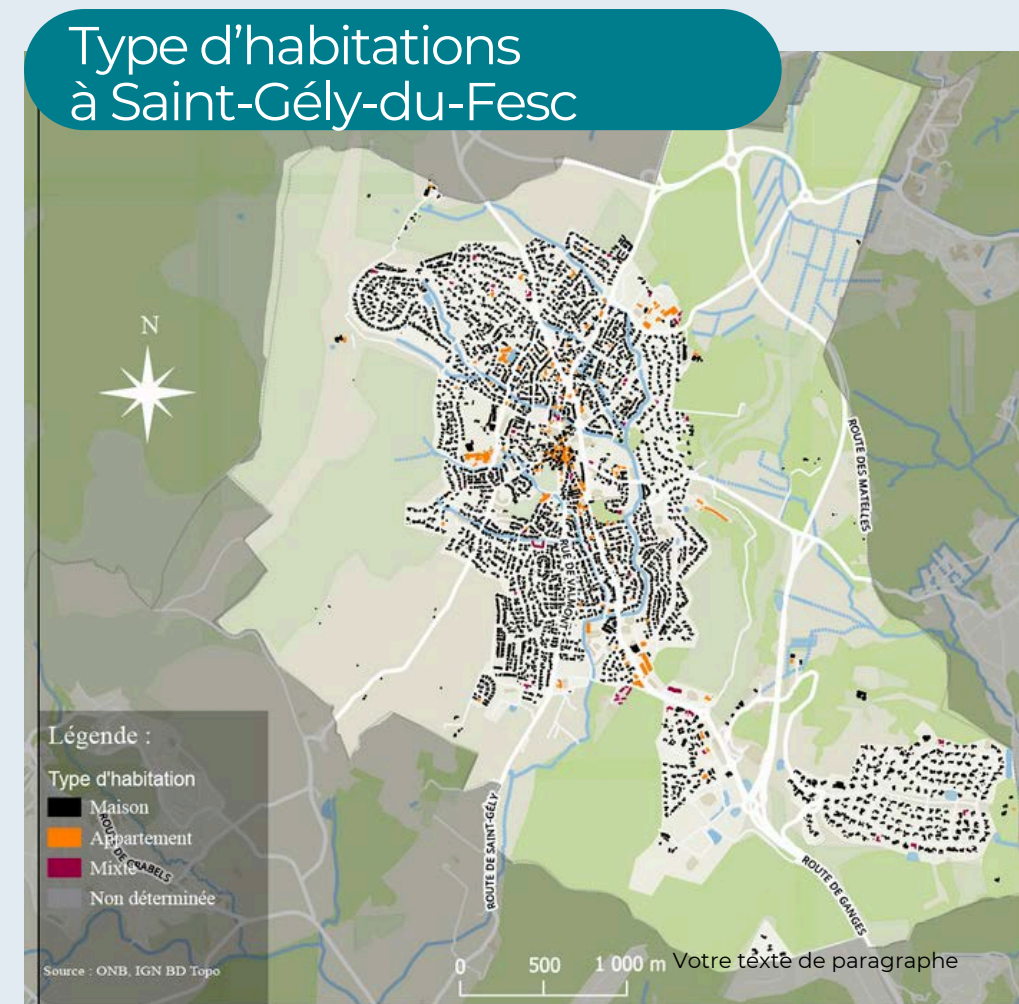 Type d'habitations
à Saint-Gély-du-Fesc
N
ROUTE DES MATELLES
RUE DE VALMONT
Légende :
Type d'habitation
Maison
Appartement
Mixte
Non déterminée
ROUTE DE GRABELS
ROUTE DE SAINT-GÉLY
ROUTE DE GANGES
Source : ONB, IGN BD Topo
0 500 1 000 m
Votre texte de paragraphe